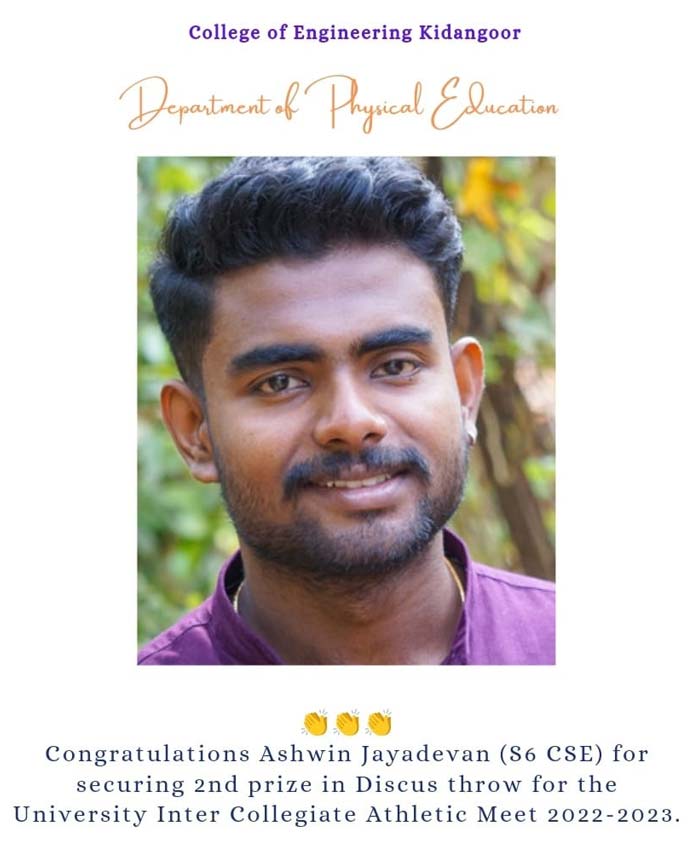 College of Engineering Kidangoor
Department of Physical Education
👏👏👏
Congratulations Ashwin Jayadevan (S6 CSE) for
securing 2nd prize in Discus throw for the
University Inter Collegiate Athletic Meet 2022-2023.